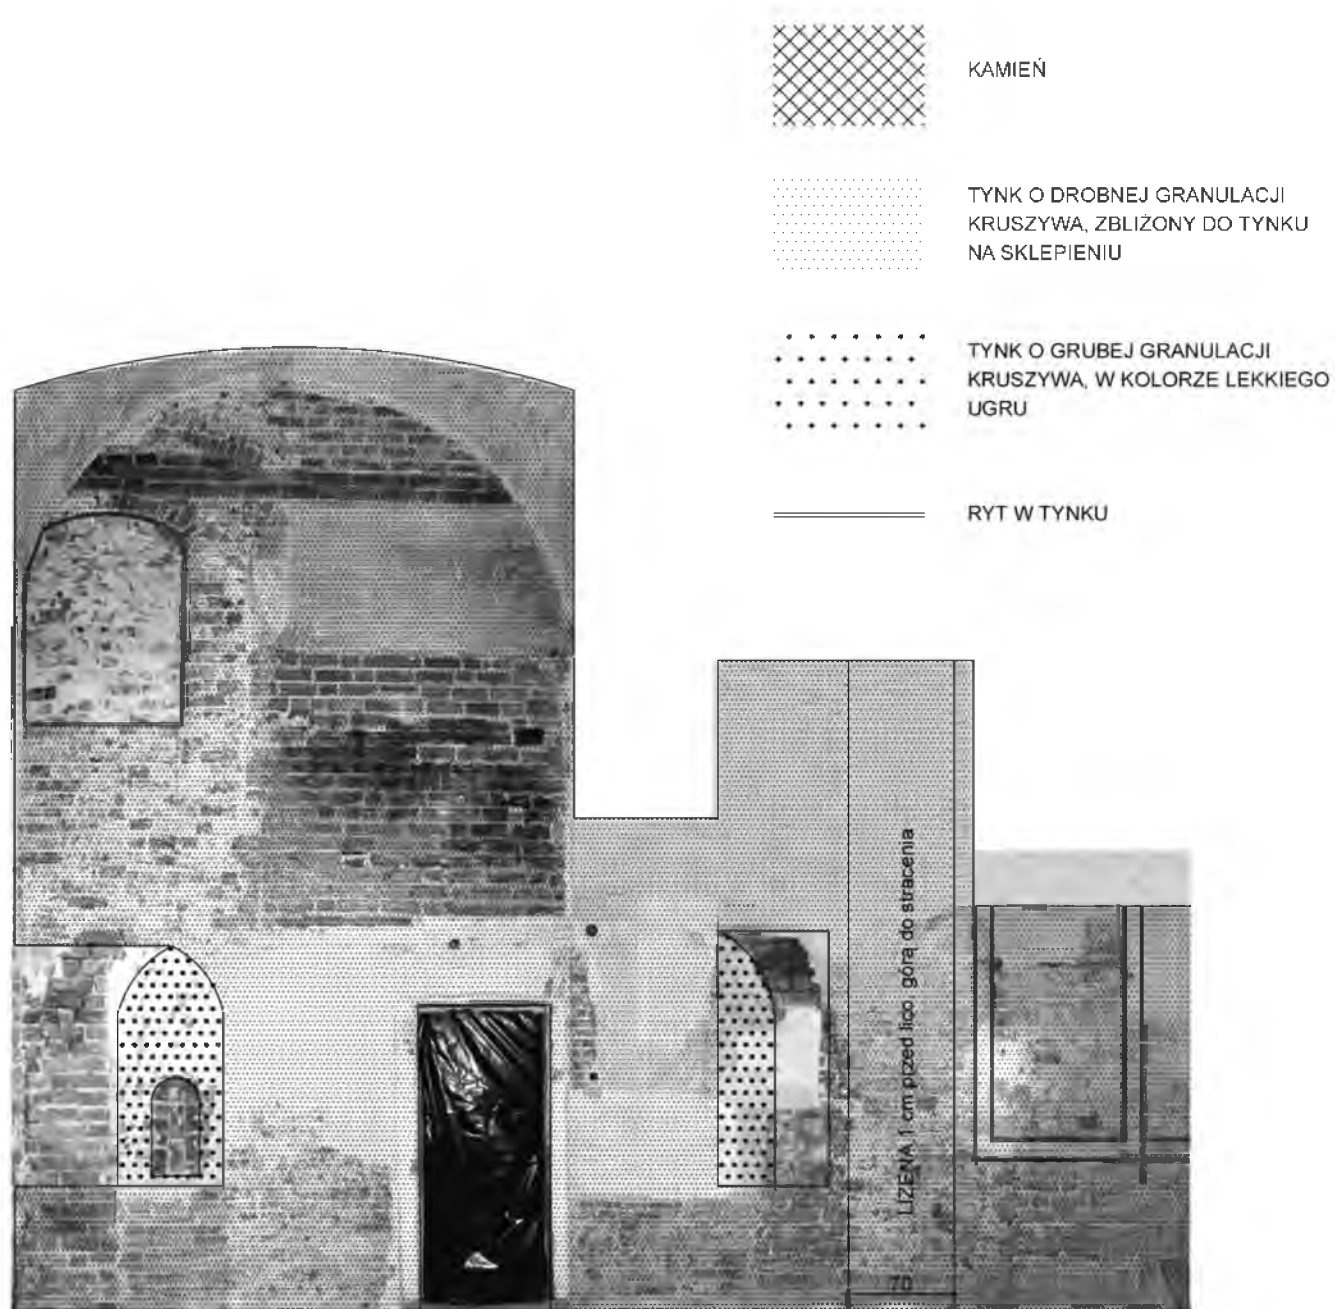 KAMIEŃ
TYNK O DROBNEJ GRANULACJI
KRUSZYWA, ZBLIŻONY DO TYNKU
NA SKLEPIENIU
TYNK O GRUBEJ GRANULACJI
KRUSZYWA, W KOLORZE LEKKIEGO
UGRU
RYT W TYNKU
LIZENA 1 cm przed lico górą do stracenia
70